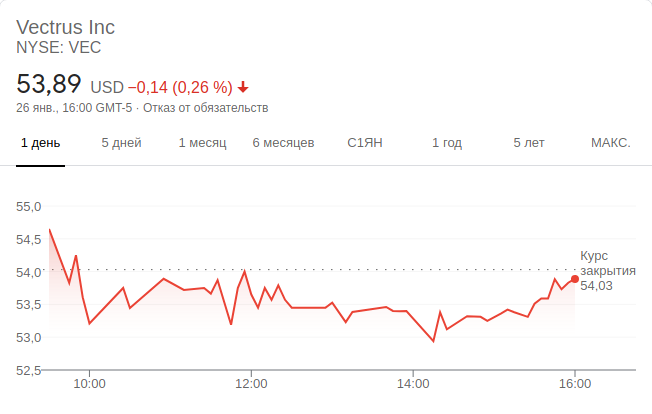 Vectrus Inc
NYSE: VEC
53,89 USD −0,14 (0,26 %)
26 янв., 16:00 GMT-5 · Отказ от обязательств
1 день 5 дней 1 месяц 6 месяцев С1ЯН 1 год 5 лет МАКС.
55,0
54,5
54,0
53,5
53,0
52,5
Курс
закрытия
54,03
10:00 12:00 14:00 16:00